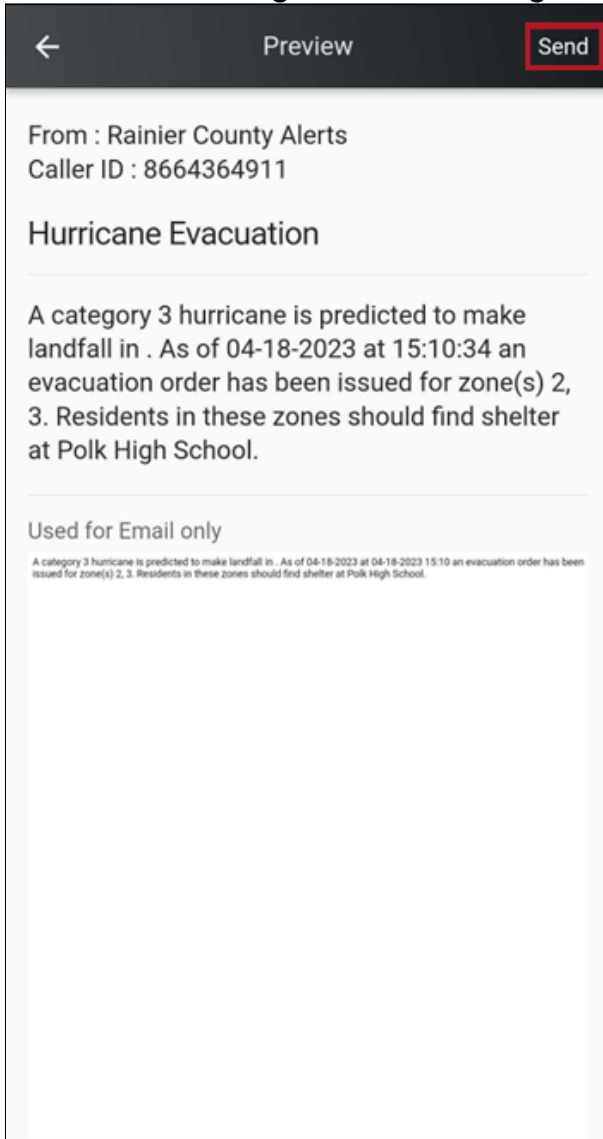 Preview
Send
From : Rainier County Alerts
Caller ID : 8664364911
Hurricane Evacuation
A category 3 hurricane is predicted to make
landfall in . As of 04-18-2023 at 15:10:34 an
evacuation order has been issued for zone(s) 2,
3. Residents in these zones should find shelter
at Polk High School.
Used for Email only
A category 3 hurricane is predicted to make landfall in . As of 04-18-2023 at 04-18-2023 15:10 an evacuation order has been
issued for zone(s) 2, 3. Residents in these zones should find shelter at Polk High School.